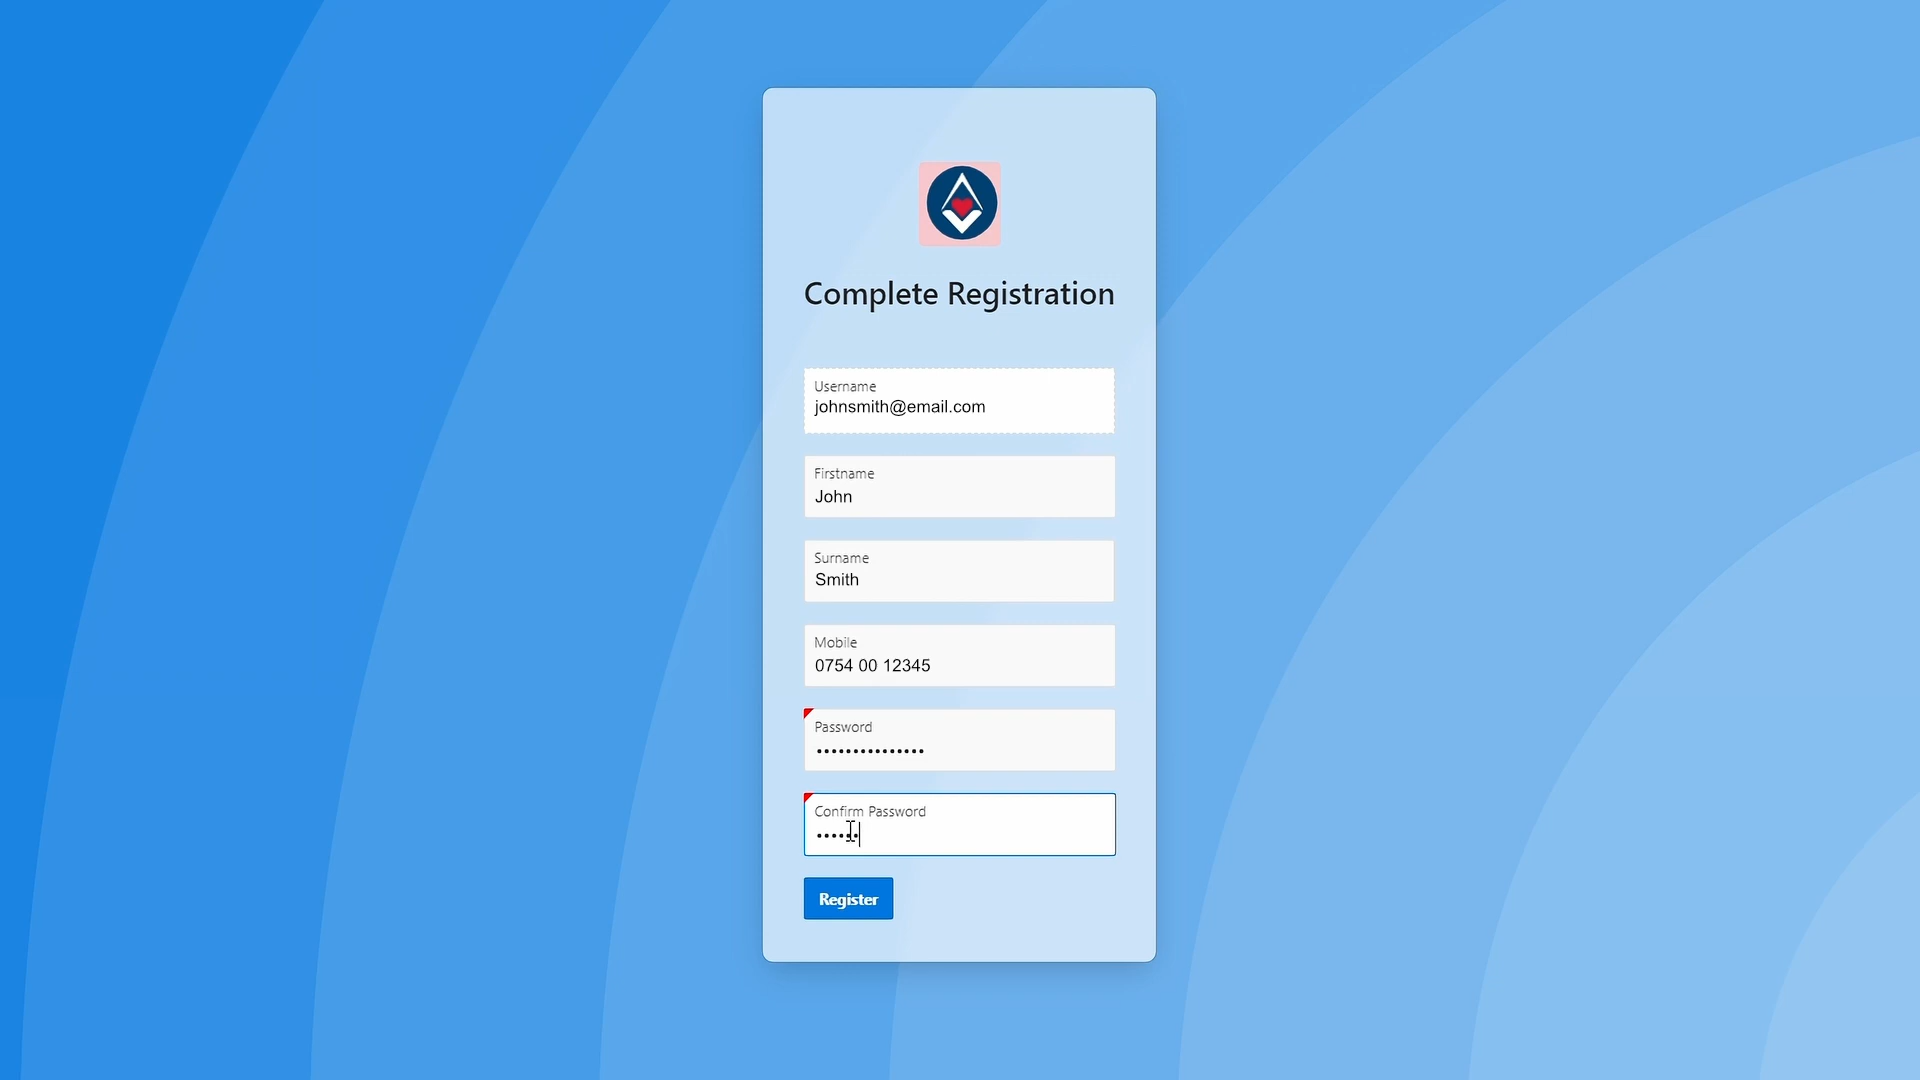 Complete Registration
Username
johnsmith@email.com
Firstname
John
Surname
Smith
Mobile
0754 00 12345
Password
•••••••••••••••
Confirm Password
••••••
Register